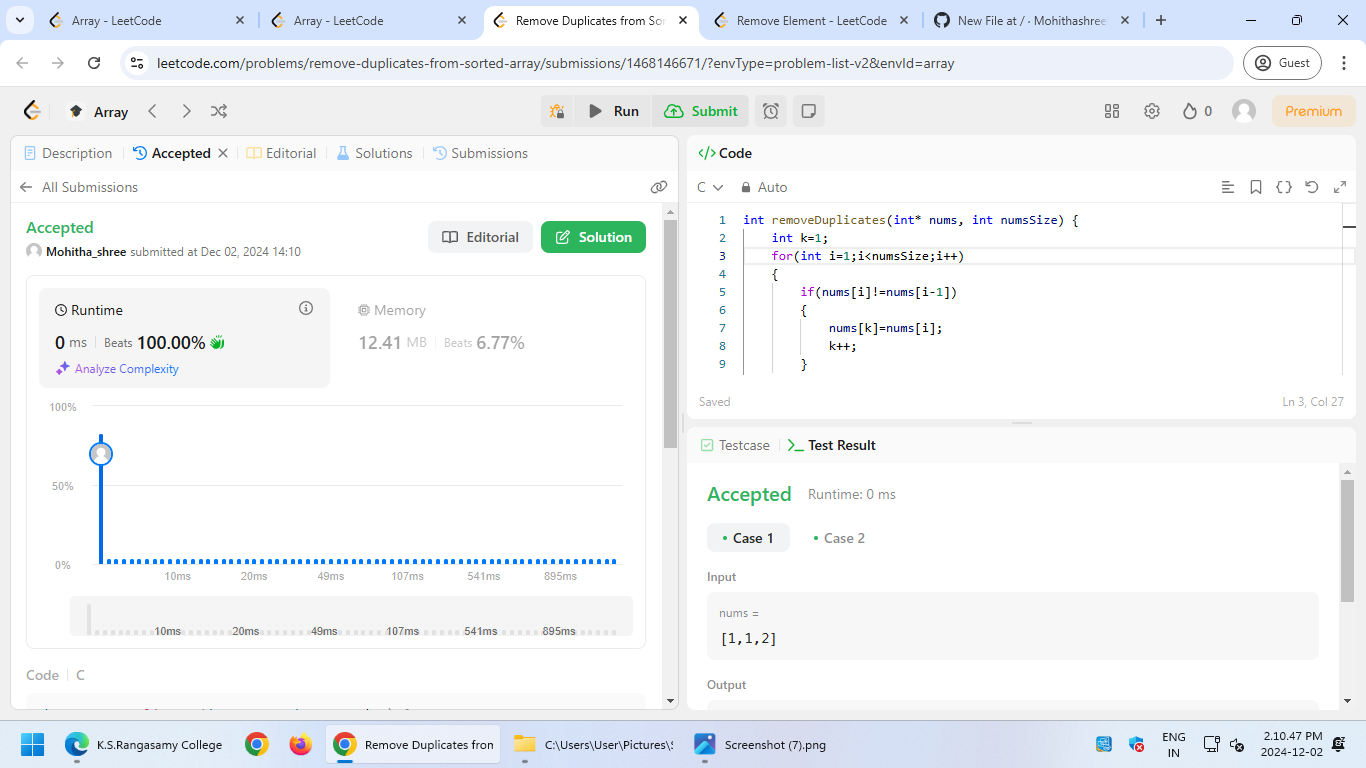 Array - LeetCode
Array - LeetCode
Remove Duplicates from Sor
Remove Element - LeetCode
New File at / · Mohithashree
leetcode.com/problems/remove-duplicates-from-sorted-array/submissions/1468146671/?envType=problem-list-v2&envId=array
Guest
Array
Run
Submit
0
Premium
Description
Accepted
Editorial
Solutions
Submissions
All Submissions
Accepted
Mohitha_shree submitted at Dec 02, 2024 14:10
Editorial
Solution
Runtime
0 ms
Beats 100.00%
Analyze Complexity
Memory
12.41 MB
Beats 6.77%
100%
50%
0%
10ms 20ms 49ms 107ms 541ms 895ms
10ms 20ms 49ms 107ms 541ms 895ms
Code
C
</> Code
C
Auto
1 int removeDuplicates(int* nums, int numsSize) {
2 int k=1;
3 for(int i=1;i<numsSize;i++)
4 {
5 if(nums[i]!=nums[i-1])
6 {
7 nums[k]=nums[i];
8 k++;
9 }
Saved
Ln 3, Col 27
Testcase
Test Result
Accepted
Runtime: 0 ms
Case 1
Case 2
Input
nums =
[1,1,2]
Output
K.S.Rangasamy College
Remove Duplicates fron
C:\Users\User\Pictures\S
Screenshot (7).png
ENG
IN
2.10.47 PM
2024-12-02